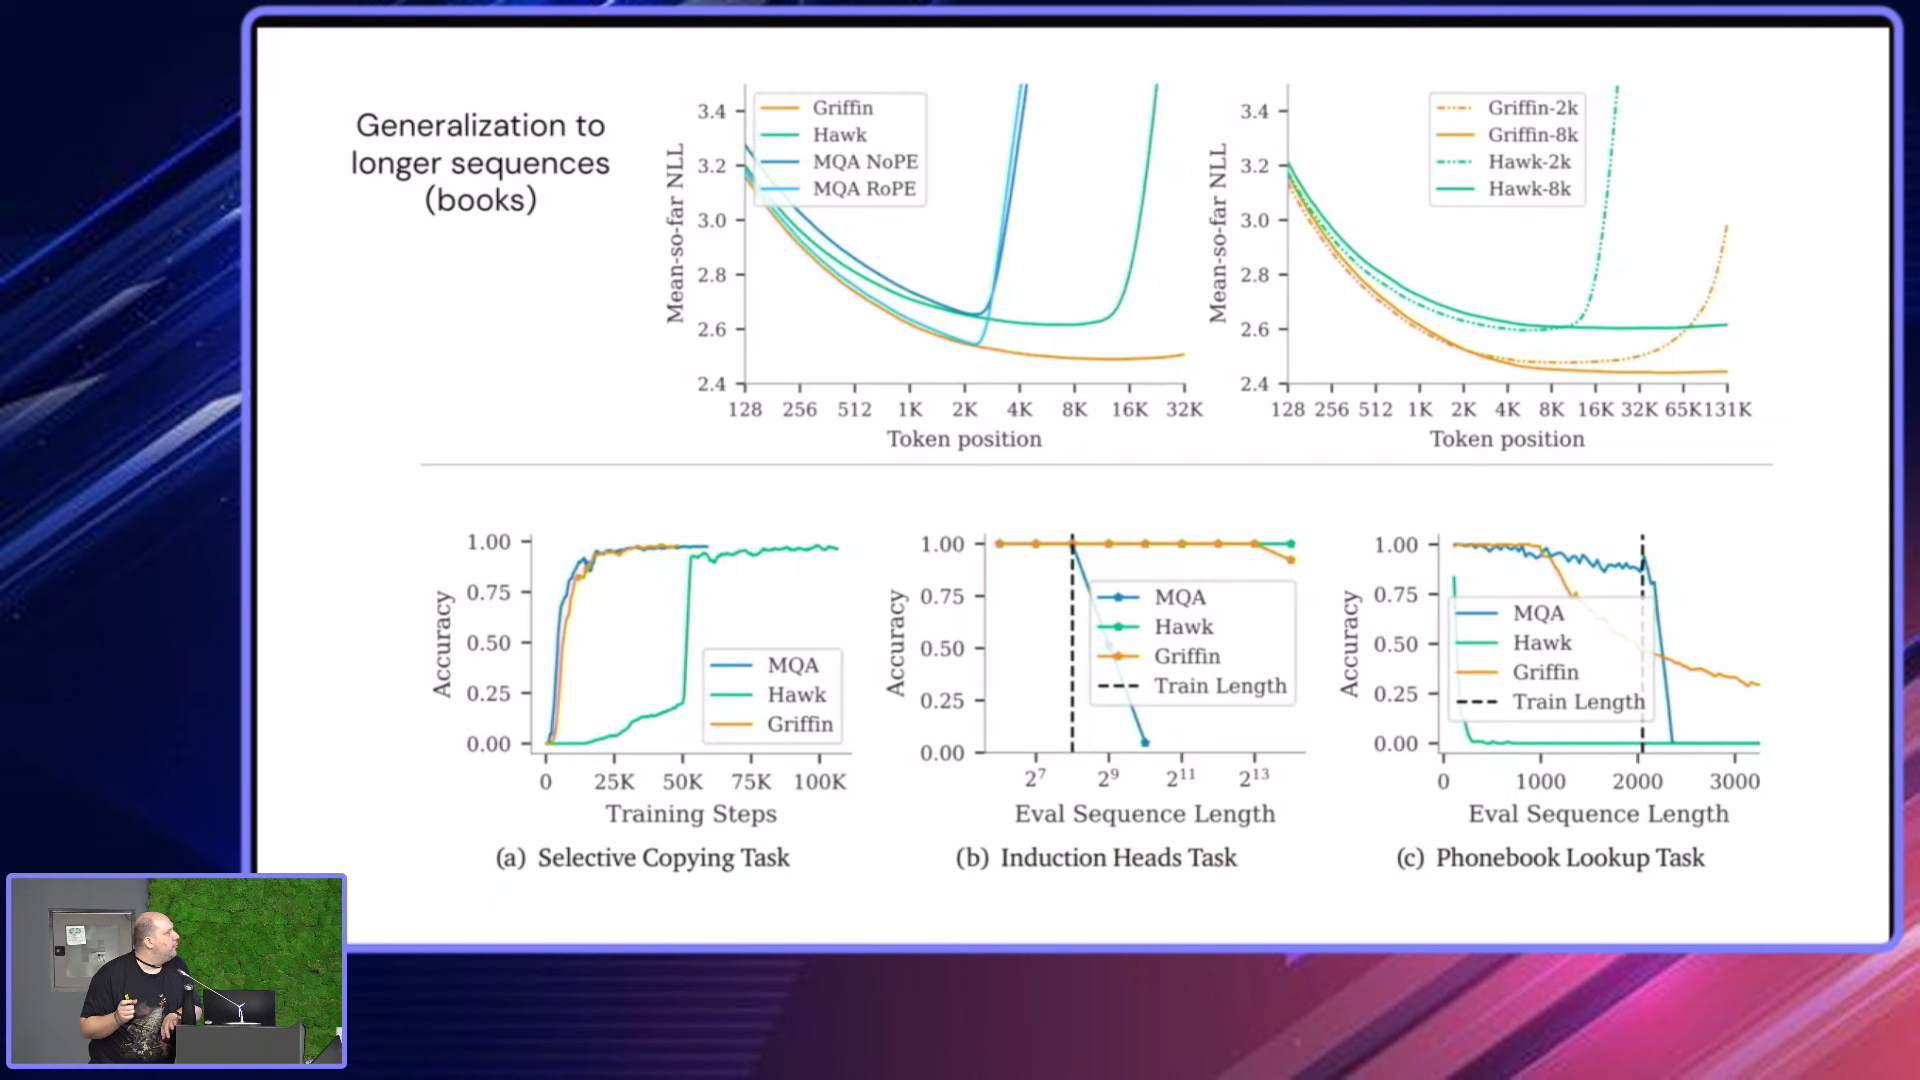 Generalization to
longer sequences
(books)
3.4
3.2
3.0
2.8
2.6
2.4
Mean-so-far NLL
Griffin
Hawk
MQA NoPE
MQA RoPE
128 256 512 1K 2K 4K 8K 16K 32K
Token position
3.4
3.2
3.0
2.8
2.6
2.4
Mean-so-far NLL
Griffin-2k
Griffin-8k
Hawk-2k
Hawk-8k
128 256 512 1K 2K 4K 8K 16K 32K 65K 131K
Token position
1.00
0.75
0.50
0.25
0.00
Accuracy
MQA
Hawk
Griffin
0 25K 50K 75K 100K
Training Steps
(a) Selective Copying Task
1.00
0.75
0.50
0.25
0.00
Accuracy
MQA
Hawk
Griffin
Train Length
2⁷ 2⁹ 2¹¹ 2¹³
Eval Sequence Length
(b) Induction Heads Task
1.00
0.75
0.50
0.25
0.00
Accuracy
MQA
Hawk
Griffin
Train Length
0 1000 2000 3000
Eval Sequence Length
(c) Phonebook Lookup Task